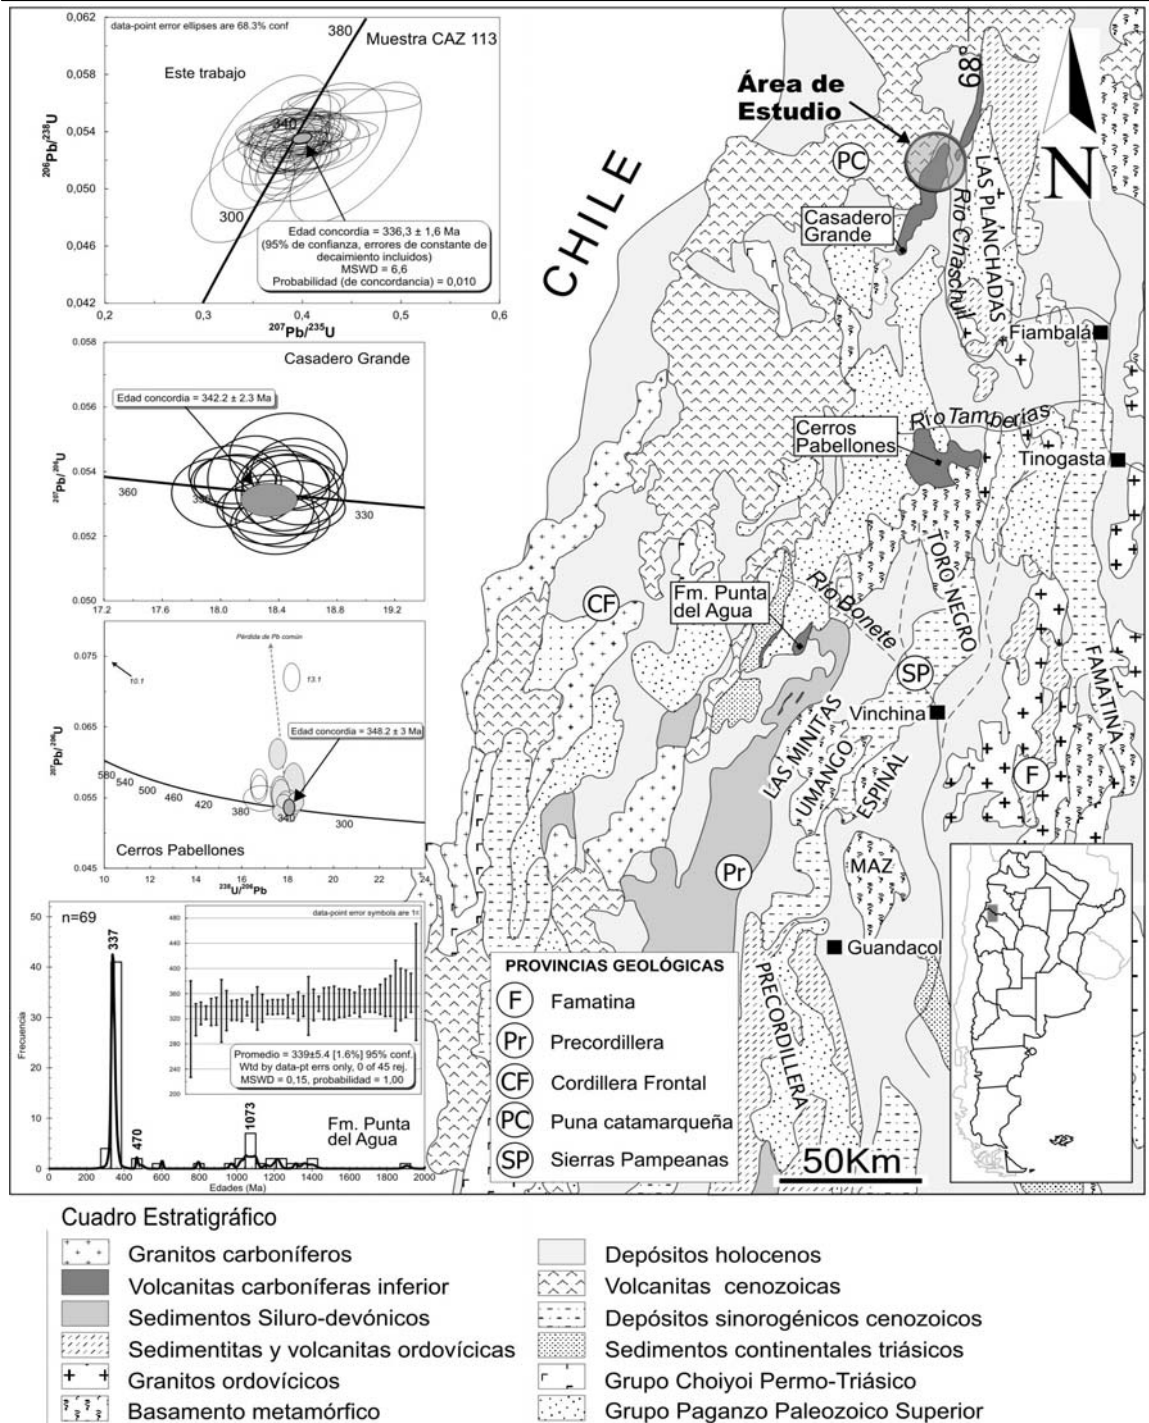 0,062
0,058
0,054
0,050
0,046
0,042
206Pb/238U
data-point error ellipses are 68.3% conf
380
Muestra CAZ 113
Este trabajo
340
300
Edad concordia = 336,3 ± 1,6 Ma
(95% de confianza, errores de constante de
decaimiento incluidos)
MSWD = 6,6
Probabilidad (de concordancia) = 0,010
0,2
0,3
0,4
0,5
0,6
207Pb/235U
0.058
0.056
0.054
0.052
0.050
207Pb/206U
Casadero Grande
Edad concordia = 342.2 ± 2.3 Ma
360
350
330
17.2
18.0
18.4
18.8
19.2
0.075
0.065
0.055
0.045
207Pb/206U
Pérdida de Pb común
10.1
13.1
Edad concordia = 348.2 ± 3 Ma
580
540
500
460
420
380
340
300
Cerros Pabellones
10
12
14
16
18
20
22
24
238U/206Pb
50
40
30
20
10
0
Frecuencia
n=69
337
470
1073
data-point error symbols are 1
480
440
400
360
320
280
240
200
Promedio = 339±5.4 [1.6%] 95% conf.
Wtd by data-pt errs only, 0 of 45 rej.
MSWD = 0,15, probabilidad = 1,00
Fm. Punta
del Agua
0
200
400
600
800
1000
1200
1400
1600
1800
2000
Edades (Ma)
CHILE
Área de
Estudio
68°
N
PC
Casadero
Grande
Río Chaschuil
LAS PLANCHADAS
Fiambalá
Río Tamberías
Cerros
Pabellones
Tinogasta
TORO NEGRO
Fm. Punta
del Agua
Río Bonete
CF
SP
Vinchina
FAMATINA
LAS MINITAS
UMANGO
ESPINAL
F
Pr
MAZ
Guandacol
PRECORDILLERA
PROVINCIAS GEOLÓGICAS
F Famatina
Pr Precordillera
CF Cordillera Frontal
PC Puna catamarqueña
SP Sierras Pampeanas
50Km
Cuadro Estratigráfico
Granitos carboníferos
Volcanitas carboníferas inferior
Sedimentos Siluro-devónicos
Sedimentitas y volcanitas ordovícicas
Granitos ordovícicos
Basamento metamórfico
Depósitos holocenos
Volcanitas cenozoicas
Depósitos sinorogénicos cenozoicos
Sedimentos continentales triásicos
Grupo Choiyoi Permo-Triásico
Grupo Paganzo Paleozoico Superior